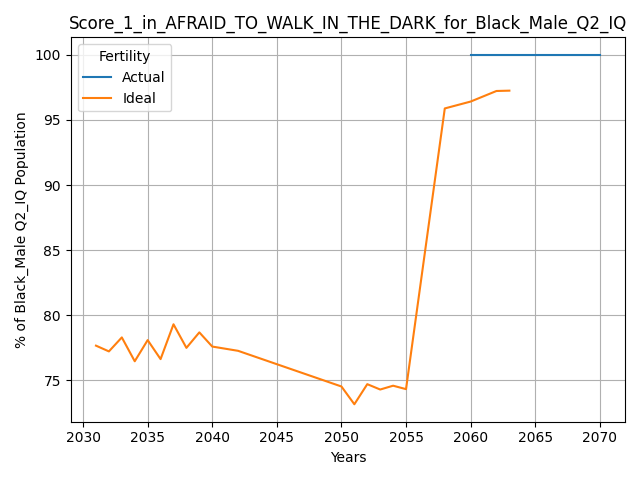 Score_1_in_AFRAID_TO_WALK_IN_THE_DARK_for_Black_Male_Q2_IQ
Fertility
Actual
Ideal
100
95
90
85
80
75
% of Black_Male Q2_IQ Population
2030 2035 2040 2045 2050 2055 2060 2065 2070
Years